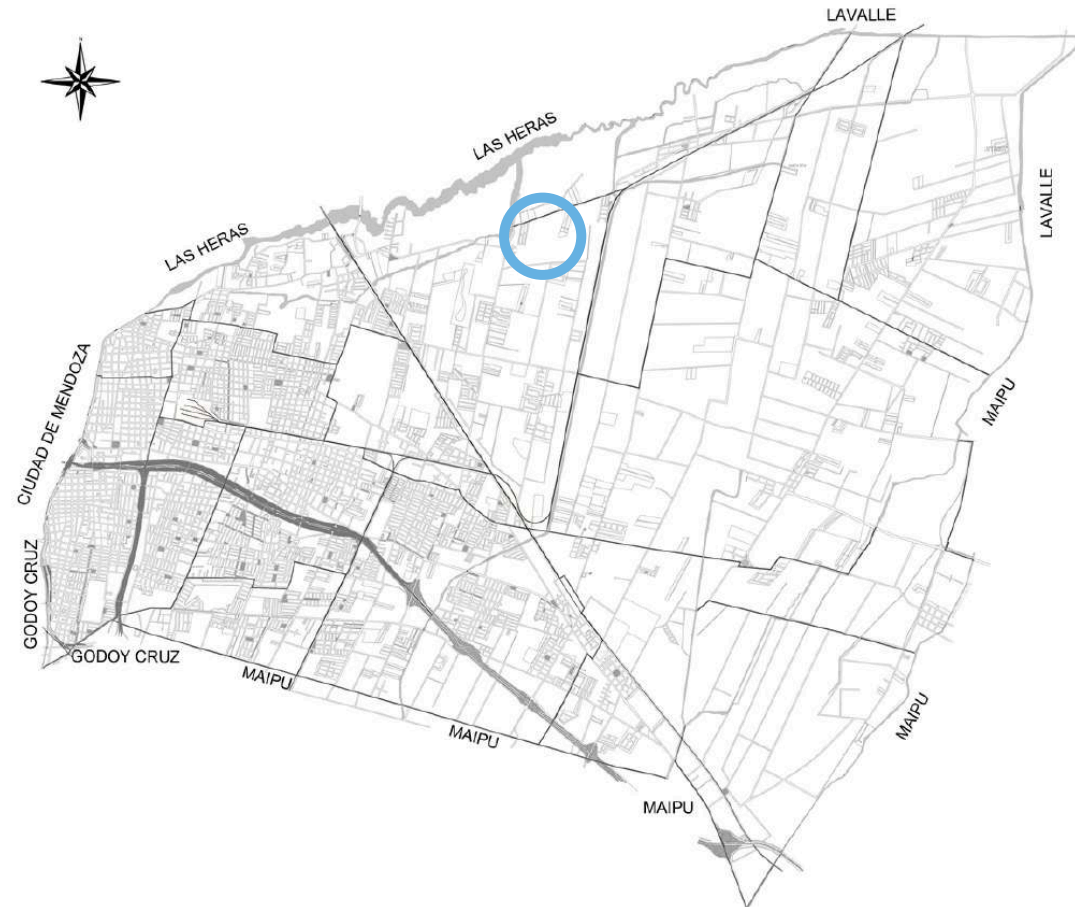 LAVALLE
LAS HERAS
LAS HERAS
LAVALLE
CIUDAD DE MENDOZA
MAIPU
GODOY CRUZ
GODOY CRUZ
MAIPU
MAIPU
MAIPU
MAIPU